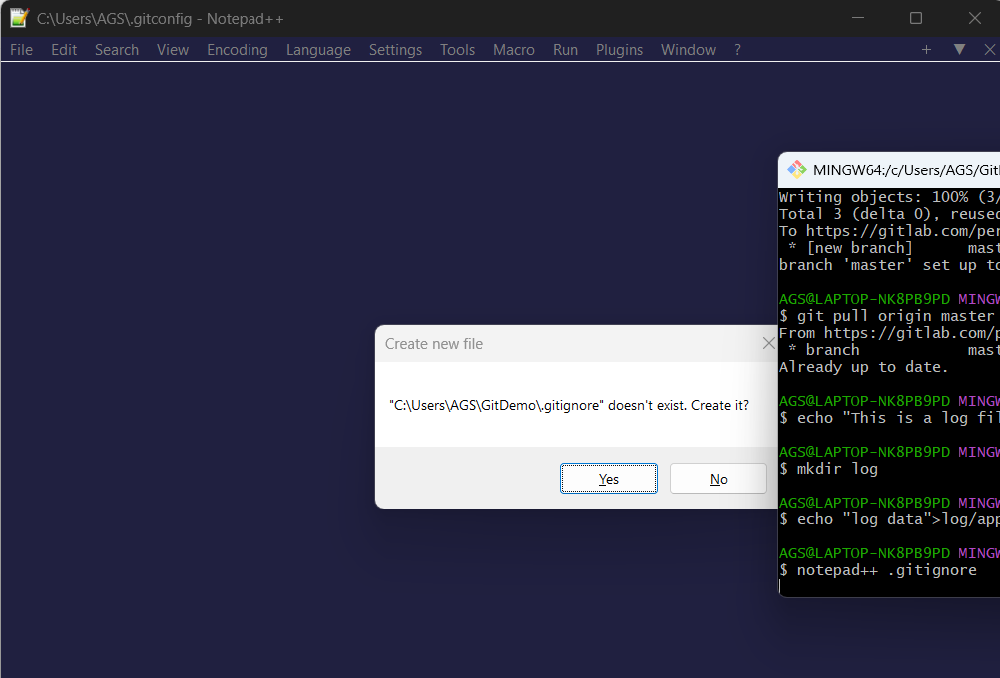 C:\Users\AGS\.gitconfig - Notepad++
File Edit Search View Encoding Language Settings Tools Macro Run Plugins Window ?
Create new file
"C:\Users\AGS\GitDemo\.gitignore" doesn't exist. Create it?
Yes No
MINGW64:/c/Users/AGS/Git
Writing objects: 100% (3/
Total 3 (delta 0), reused
To https://gitlab.com/per
* [new branch] mast
branch 'master' set up to
AGS@LAPTOP-NK8PB9PD MINGW
$ git pull origin master
From https://gitlab.com/p
* branch mast
Already up to date.
AGS@LAPTOP-NK8PB9PD MINGW
$ echo "This is a log fil
AGS@LAPTOP-NK8PB9PD MINGW
$ mkdir log
AGS@LAPTOP-NK8PB9PD MINGW
$ echo "log data">log/app
AGS@LAPTOP-NK8PB9PD MINGW
$ notepad++ .gitignore